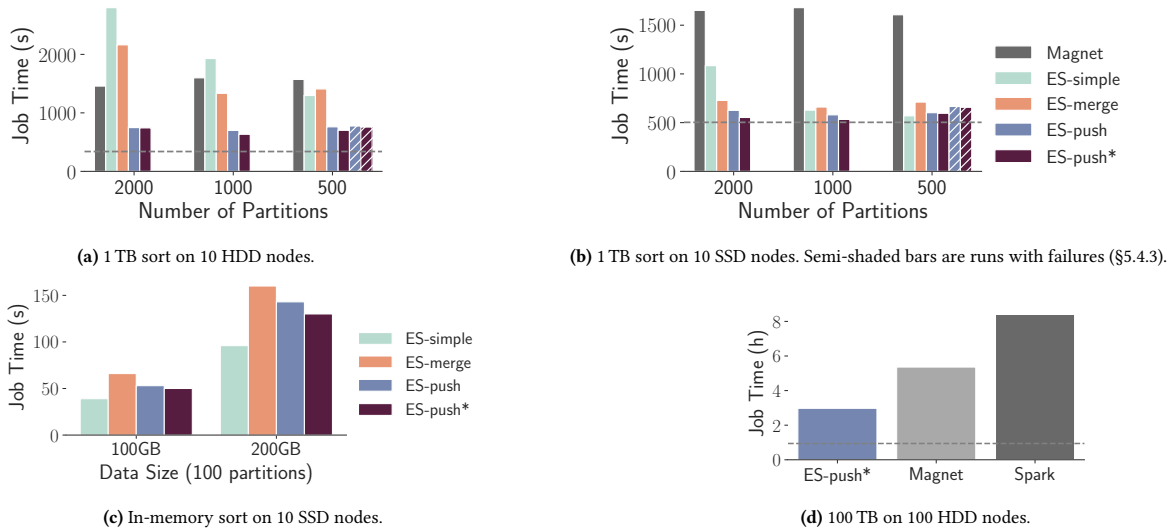 Job Time (s)
2000
1000
0
2000
1000
500
Number of Partitions
(a) 1 TB sort on 10 HDD nodes.
Job Time (s)
1500
1000
500
0
2000
1000
500
Number of Partitions
Magnet
ES-simple
ES-merge
ES-push
ES-push*
(b) 1 TB sort on 10 SSD nodes. Semi-shaded bars are runs with failures (§5.4.3).
Job Time (s)
150
100
50
0
100GB
200GB
Data Size (100 partitions)
ES-simple
ES-merge
ES-push
ES-push*
(c) In-memory sort on 10 SSD nodes.
Job Time (h)
8
6
4
2
0
ES-push*
Magnet
Spark
(d) 100 TB on 100 HDD nodes.